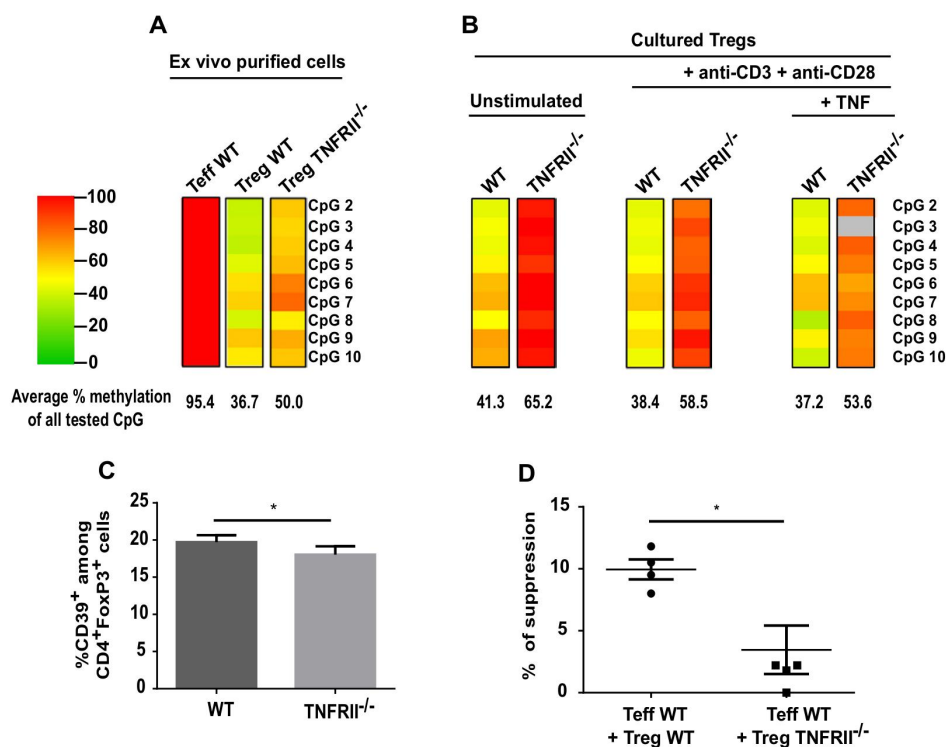 A
Ex vivo purified cells
Teff WT
Treg WT
Treg TNFRII-/-
100
80
60
40
20
0
CpG 2
CpG 3
CpG 4
CpG 5
CpG 6
CpG 7
CpG 8
CpG 9
CpG 10
Average % methylation
of all tested CpG
95.4 36.7 50.0
B
Cultured Tregs
+ anti-CD3 + anti-CD28
Unstimulated
+ TNF
WT
TNFRII-/-
WT
TNFRII-/-
WT
TNFRII-/-
CpG 2
CpG 3
CpG 4
CpG 5
CpG 6
CpG 7
CpG 8
CpG 9
CpG 10
41.3 65.2 38.4 58.5 37.2 53.6
C
%CD39+ among
CD4+FoxP3+ cells
25
20
15
10
5
0
*
WT TNFRII-/-
D
% of suppression
15
10
5
0
*
Teff WT
+ Treg WT
Teff WT
+ Treg TNFRII-/-